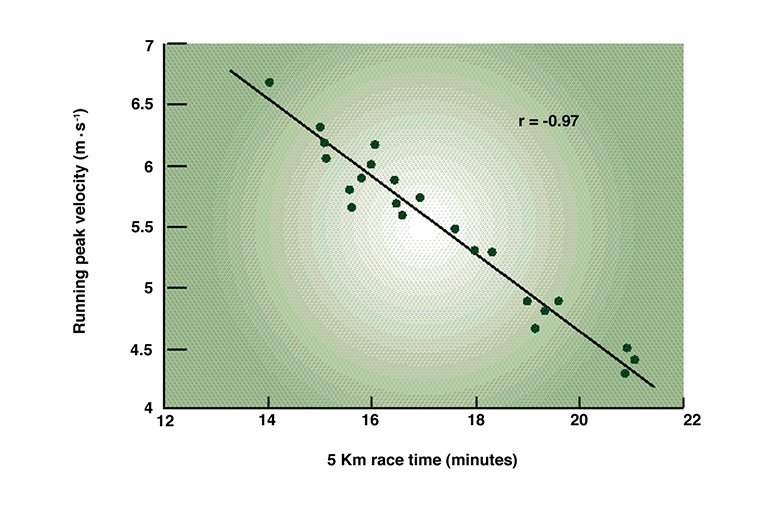 7
6.5
6
5.5
5
4.5
4
Running peak velocity (m·s⁻¹)
r = -0.97
12 14 16 18 20 22
5 Km race time (minutes)